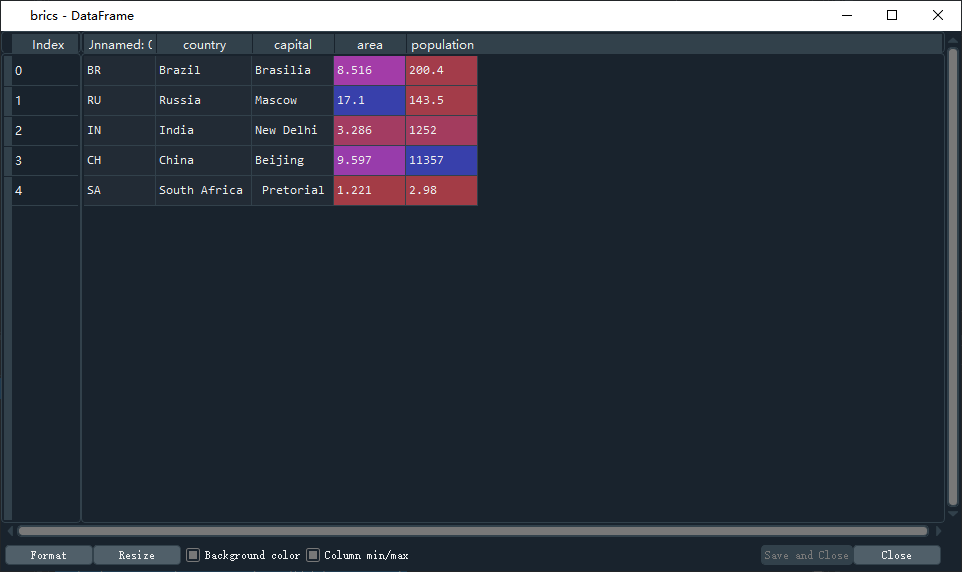 brics - DataFrame
Index Jnnamed: ( country capital area population
0 BR Brazil Brasilia 8.516 200.4
1 RU Russia Mascow 17.1 143.5
2 IN India New Delhi 3.286 1252
3 CH China Beijing 9.597 11357
4 SA South Africa Pretorial 1.221 2.98
Format Resize Background color Column min/max Save and Close Close